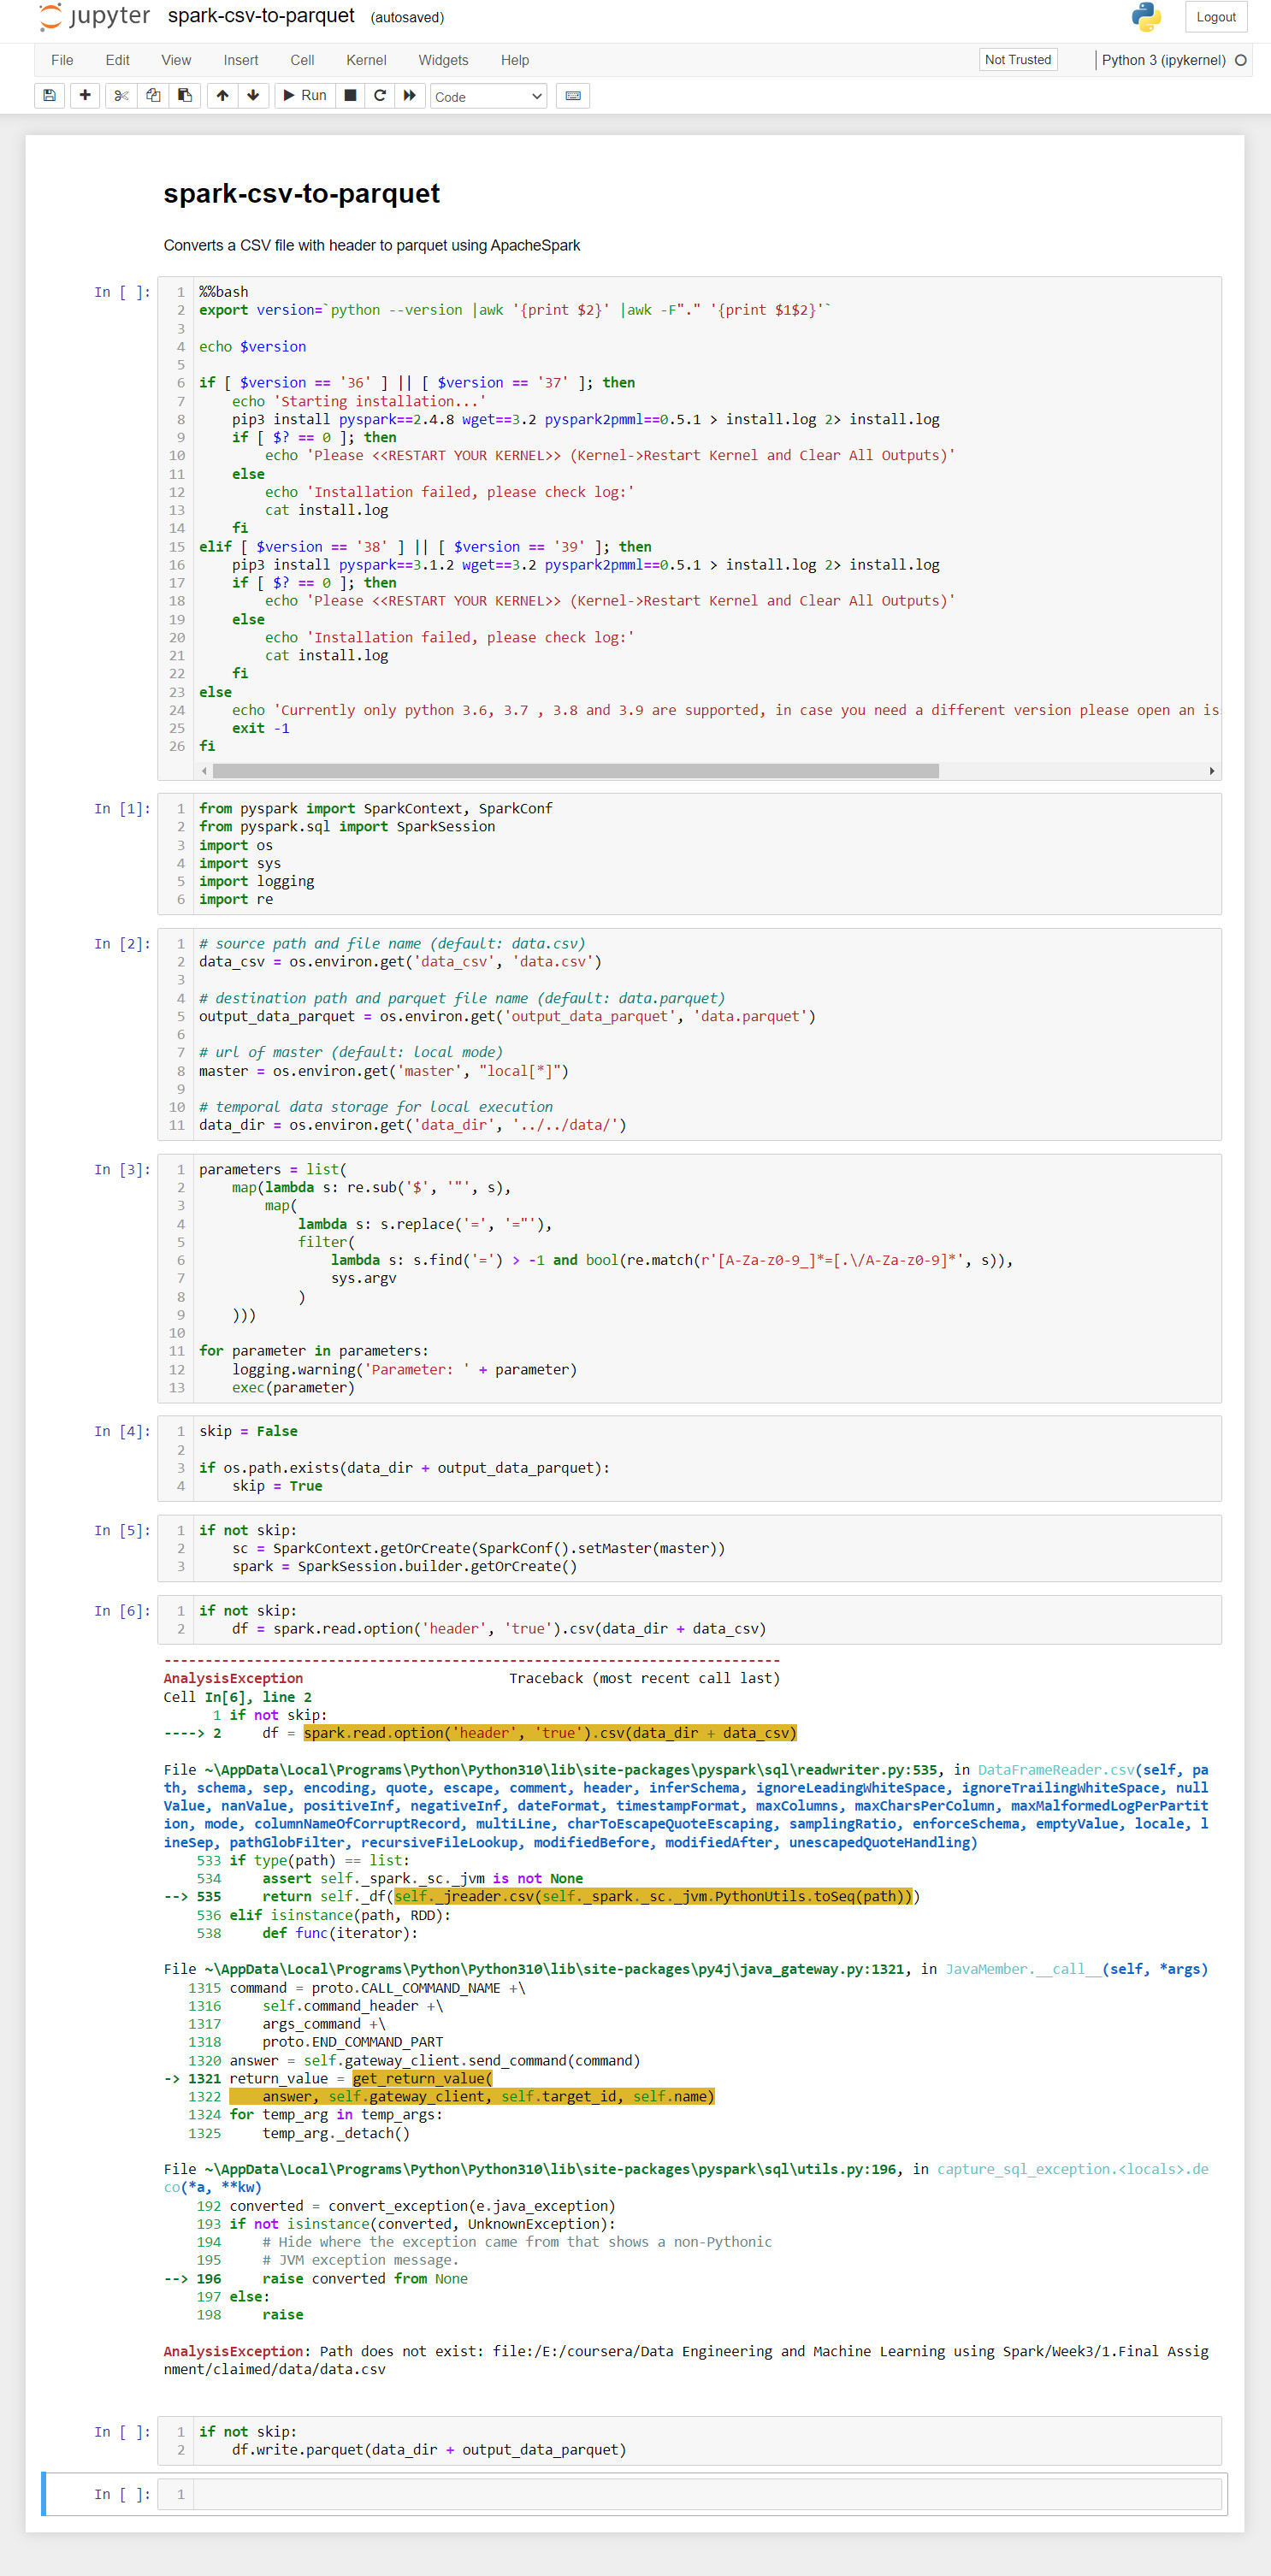 jupyter spark-csv-to-parquet (autosaved)
Logout
File Edit View Insert Cell Kernel Widgets Help
Not Trusted
Python 3 (ipykernel)
Run
Code
spark-csv-to-parquet
Converts a CSV file with header to parquet using ApacheSpark
In [ ]:
1 %%bash
2 export version=`python --version |awk '{print $2}' |awk -F"." '{print $1$2}'`
3
4 echo $version
5
6 if [ $version == '36' ] || [ $version == '37' ]; then
7     echo 'Starting installation...'
8     pip3 install pyspark==2.4.8 wget==3.2 pyspark2pmml==0.5.1 > install.log 2> install.log
9     if [ $? == 0 ]; then
10         echo 'Please <<RESTART YOUR KERNEL>> (Kernel->Restart Kernel and Clear All Outputs)'
11     else
12         echo 'Installation failed, please check log:'
13         cat install.log
14     fi
15 elif [ $version == '38' ] || [ $version == '39' ]; then
16     pip3 install pyspark==3.1.2 wget==3.2 pyspark2pmml==0.5.1 > install.log 2> install.log
17     if [ $? == 0 ]; then
18         echo 'Please <<RESTART YOUR KERNEL>> (Kernel->Restart Kernel and Clear All Outputs)'
19     else
20         echo 'Installation failed, please check log:'
21         cat install.log
22     fi
23 else
24     echo 'Currently only python 3.6, 3.7 , 3.8 and 3.9 are supported, in case you need a different version please open an is
25     exit -1
26 fi
In [1]:
1 from pyspark import SparkContext, SparkConf
2 from pyspark.sql import SparkSession
3 import os
4 import sys
5 import logging
6 import re
In [2]:
1 # source path and file name (default: data.csv)
2 data_csv = os.environ.get('data_csv', 'data.csv')
3
4 # destination path and parquet file name (default: data.parquet)
5 output_data_parquet = os.environ.get('output_data_parquet', 'data.parquet')
6
7 # url of master (default: local mode)
8 master = os.environ.get('master', "local[*]")
9
10 # temporal data storage for local execution
11 data_dir = os.environ.get('data_dir', '../../data/')
In [3]:
1 parameters = list(
2     map(lambda s: re.sub('$', '"', s),
3         map(
4             lambda s: s.replace('=', '="'),
5             filter(
6                 lambda s: s.find('=') > -1 and bool(re.match(r'[A-Za-z0-9_]*=[.\/A-Za-z0-9]*', s)),
7                 sys.argv
8             )
9     )))
10
11 for parameter in parameters:
12     logging.warning('Parameter: ' + parameter)
13     exec(parameter)
In [4]:
1 skip = False
2
3 if os.path.exists(data_dir + output_data_parquet):
4     skip = True
In [5]:
1 if not skip:
2     sc = SparkContext.getOrCreate(SparkConf().setMaster(master))
3     spark = SparkSession.builder.getOrCreate()
In [6]:
1 if not skip:
2     df = spark.read.option('header', 'true').csv(data_dir + data_csv)
---------------------------------------------------------------------------
AnalysisException                         Traceback (most recent call last)
Cell In[6], line 2
      1 if not skip:
----> 2     df = spark.read.option('header', 'true').csv(data_dir + data_csv)
File ~\AppData\Local\Programs\Python\Python310\lib\site-packages\pyspark\sql\readwriter.py:535, in DataFrameReader.csv(self, pa
th, schema, sep, encoding, quote, escape, comment, header, inferSchema, ignoreLeadingWhiteSpace, ignoreTrailingWhiteSpace, null
Value, nanValue, positiveInf, negativeInf, dateFormat, timestampFormat, maxColumns, maxCharsPerColumn, maxMalformedLogPerPartit
ion, mode, columnNameOfCorruptRecord, multiLine, charToEscapeQuoteEscaping, samplingRatio, enforceSchema, emptyValue, locale, l
ineSep, pathGlobFilter, recursiveFileLookup, modifiedBefore, modifiedAfter, unescapedQuoteHandling)
    533 if type(path) == list:
    534     assert self._spark._sc._jvm is not None
--> 535     return self._df(self._jreader.csv(self._spark._sc._jvm.PythonUtils.toSeq(path)))
    536 elif isinstance(path, RDD):
    538     def func(iterator):
File ~\AppData\Local\Programs\Python\Python310\lib\site-packages\py4j\java_gateway.py:1321, in JavaMember.__call__(self, *args)
   1315 command = proto.CALL_COMMAND_NAME +\
   1316     self.command_header +\
   1317     args_command +\
   1318     proto.END_COMMAND_PART
   1320 answer = self.gateway_client.send_command(command)
-> 1321 return_value = get_return_value(
   1322     answer, self.gateway_client, self.target_id, self.name)
   1324 for temp_arg in temp_args:
   1325     temp_arg._detach()
File ~\AppData\Local\Programs\Python\Python310\lib\site-packages\pyspark\sql\utils.py:196, in capture_sql_exception.<locals>.de
co(*a, **kw)
    192 converted = convert_exception(e.java_exception)
    193 if not isinstance(converted, UnknownException):
    194     # Hide where the exception came from that shows a non-Pythonic
    195     # JVM exception message.
--> 196     raise converted from None
    197 else:
    198     raise
AnalysisException: Path does not exist: file:/E:/coursera/Data Engineering and Machine Learning using Spark/Week3/1.Final Assig
nment/claimed/data/data.csv
In [ ]:
1 if not skip:
2     df.write.parquet(data_dir + output_data_parquet)
In [ ]:
1